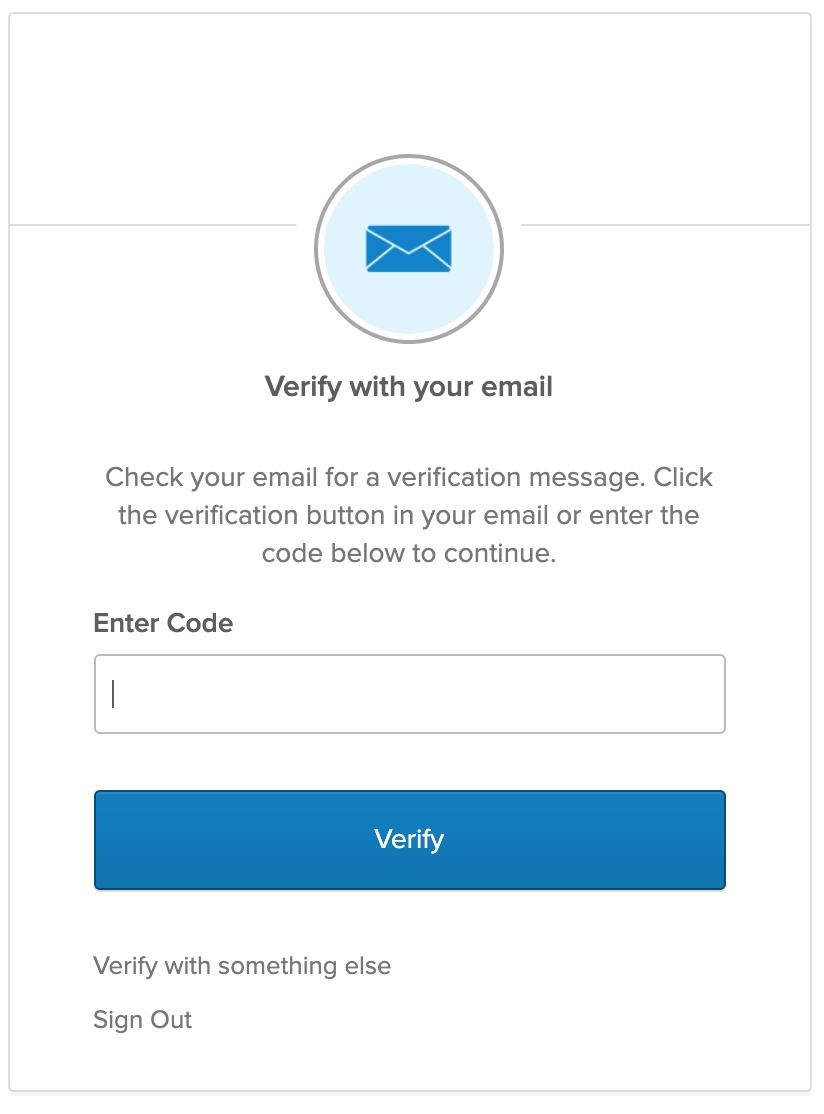 Verify with your email
Check your email for a verification message. Click
the verification button in your email or enter the
code below to continue.
Enter Code
Verify
Verify with something else
Sign Out